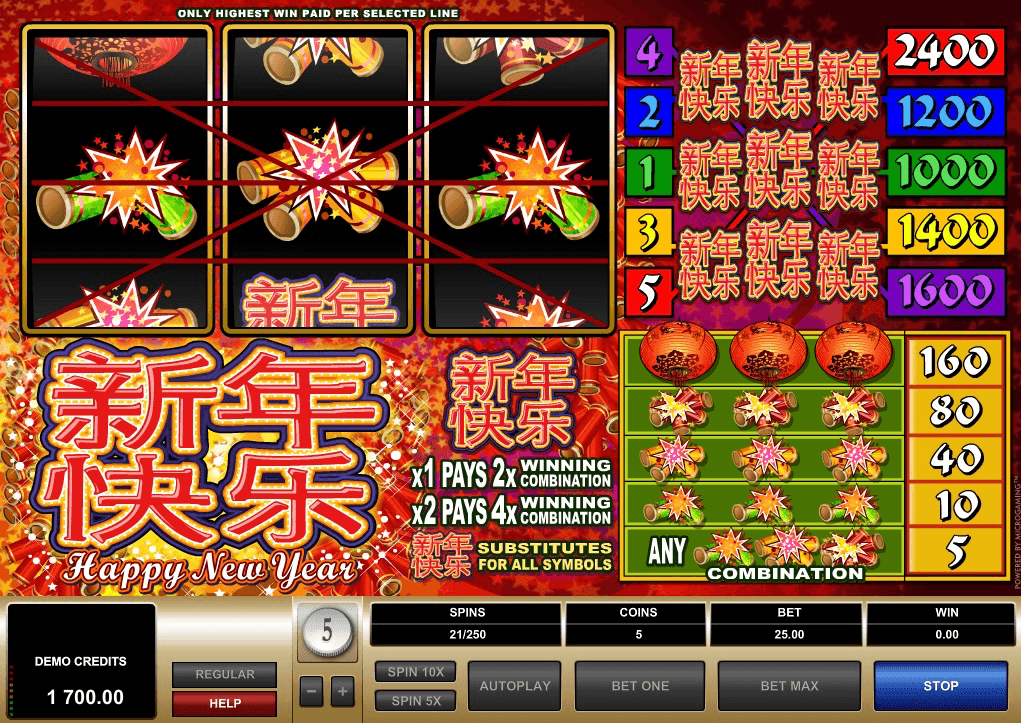 ONLY HIGHEST WIN PAID PER SELECTED LINE
新年
4
新年
快乐
新年
快乐
新年
快乐
2400
2
1200
1
新年
快乐
新年
快乐
新年
快乐
1000
3
1400
5
新年
快乐
新年
快乐
新年
快乐
1600
新年
快乐
Happy New Year
新年
快乐
x1 PAYS 2x WINNING COMBINATION
x2 PAYS 4x WINNING COMBINATION
新年
快乐
SUBSTITUTES
FOR ALL SYMBOLS
160
80
40
10
ANY
COMBINATION
5
POWERED BY MICROGAMING™
DEMO CREDITS
1 700.00
REGULAR
HELP
5
-
+
SPINS
21/250
COINS
5
BET
25.00
WIN
0.00
SPIN 10X
SPIN 5X
AUTOPLAY
BET ONE
BET MAX
STOP